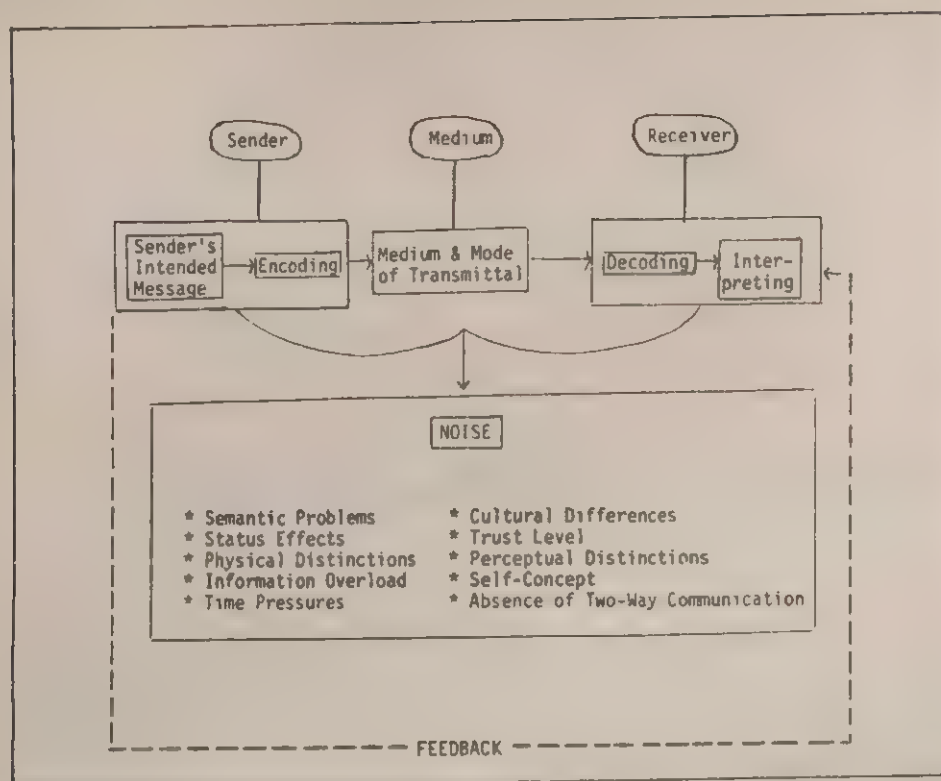 Sender
Medium
Receiver
Sender's
Intended
Message
Encoding
Medium & Mode
of Transmittal
Decoding
Inter-
preting
NOISE
* Semantic Problems
* Status Effects
* Physical Distinctions
* Information Overload
* Time Pressures
* Cultural Differences
* Trust Level
* Perceptual Distinctions
* Self-Concept
* Absence of Two-Way Communication
FEEDBACK